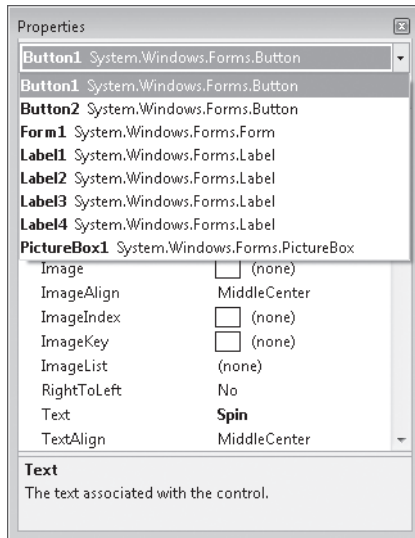 Properties
Button1 System.Windows.Forms.Button
Button1 System.Windows.Forms.Button
Button2 System.Windows.Forms.Button
Form1 System.Windows.Forms.Form
Label1 System.Windows.Forms.Label
Label2 System.Windows.Forms.Label
Label3 System.Windows.Forms.Label
Label4 System.Windows.Forms.Label
PictureBox1 System.Windows.Forms.PictureBox
Image (none)
ImageAlign MiddleCenter
ImageIndex (none)
ImageKey (none)
ImageList (none)
RightToLeft No
Text Spin
TextAlign MiddleCenter
Text
The text associated with the control.